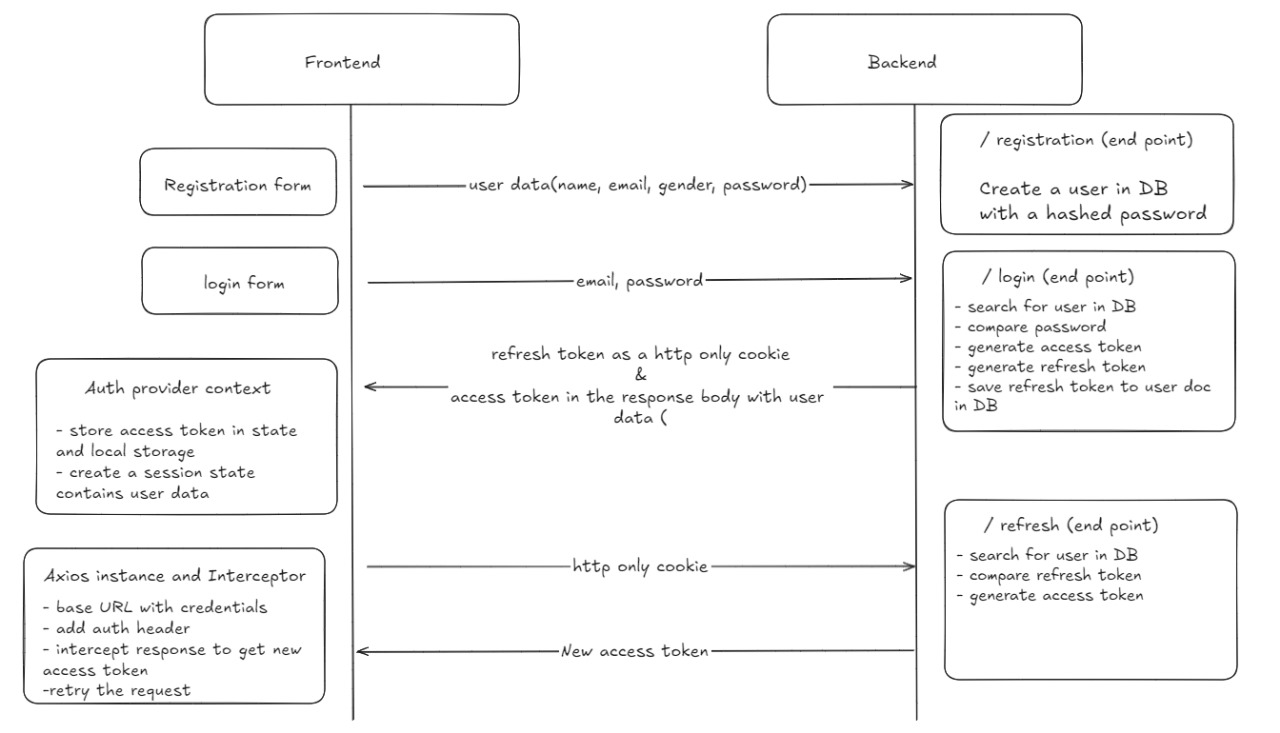 Frontend
Backend
/ registration (end point)
Create a user in DB
with a hashed password
Registration form
user data(name, email, gender, password)
login form
email, password
/ login (end point)
- search for user in DB
- compare password
- generate access token
- generate refresh token
- save refresh token to user doc
in DB
refresh token as a http only cookie
&
access token in the response body with user
data (
Auth provider context
- store access token in state
and local storage
- create a session state
contains user data
/ refresh (end point)
- search for user in DB
- compare refresh token
- generate access token
Axios instance and Interceptor
- base URL with credentials
- add auth header
- intercept response to get new
access token
-retry the request
http only cookie
New access token